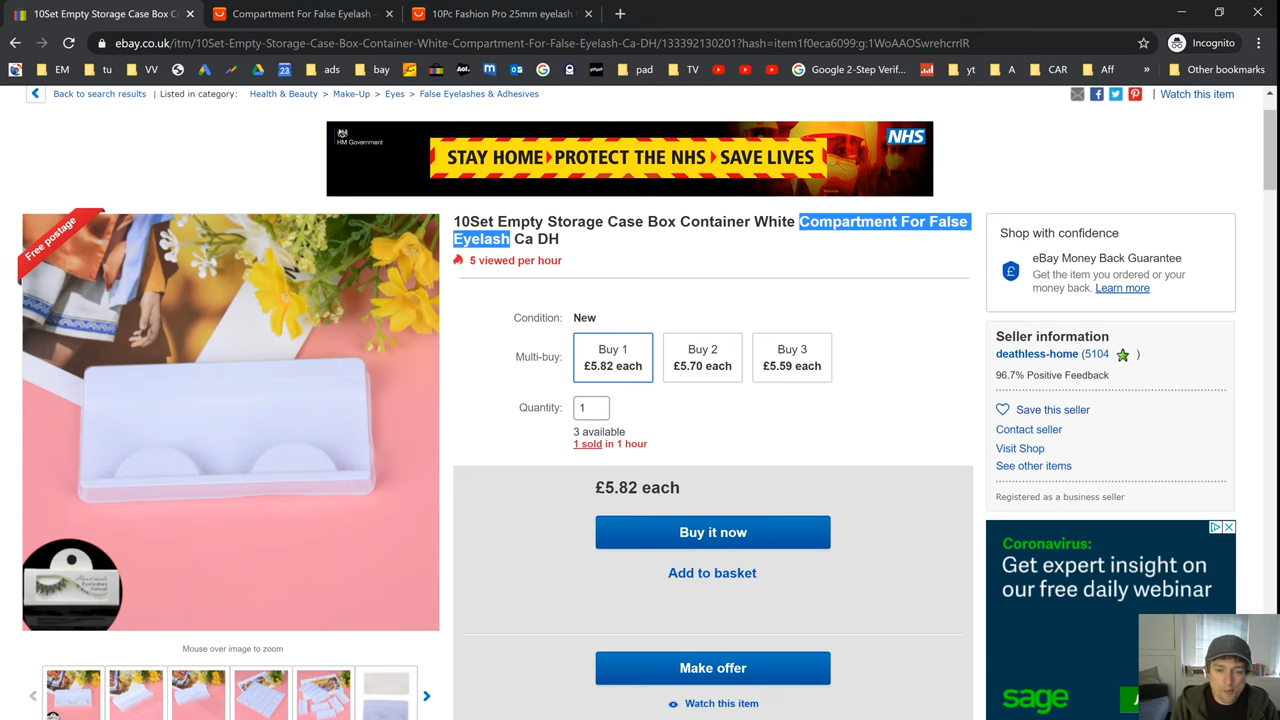 10Set Empty Storage Case Box C
Compartment For False Eyelash -
10Pc Fashion Pro 25mm eyelash
ebay.co.uk/itm/10Set-Empty-Storage-Case-Box-Container-White-Compartment-For-False-Eyelash-Ca-DH/133392130201?hash=item1f0eca6099:g:1WoAAOSwrehcrrlR
Incognito
EM tu VV 23 ads bay Aol. pad TV Google 2-Step Verif... yt A CAR Aff » Other bookmarks
Back to search results | Listed in category: Health & Beauty > Make-Up > Eyes > False Eyelashes & Adhesives
| Watch this item
HM Government
STAY HOME PROTECT THE NHS SAVE LIVES
NHS
Free postage
10Set Empty Storage Case Box Container White Compartment For False
Eyelash Ca DH
5 viewed per hour
Condition: New
Multi-buy:
Buy 1
£5.82 each
Buy 2
£5.70 each
Buy 3
£5.59 each
Quantity: 1
3 available
1 sold in 1 hour
£5.82 each
Buy it now
Add to basket
Make offer
Watch this item
Mouse over image to zoom
Shop with confidence
eBay Money Back Guarantee
Get the item you ordered or your
money back. Learn more
Seller information
deathless-home (5104 )
96.7% Positive Feedback
Save this seller
Contact seller
Visit Shop
See other items
Registered as a business seller
Coronavirus:
Get expert insight on
our free daily webinar
sage